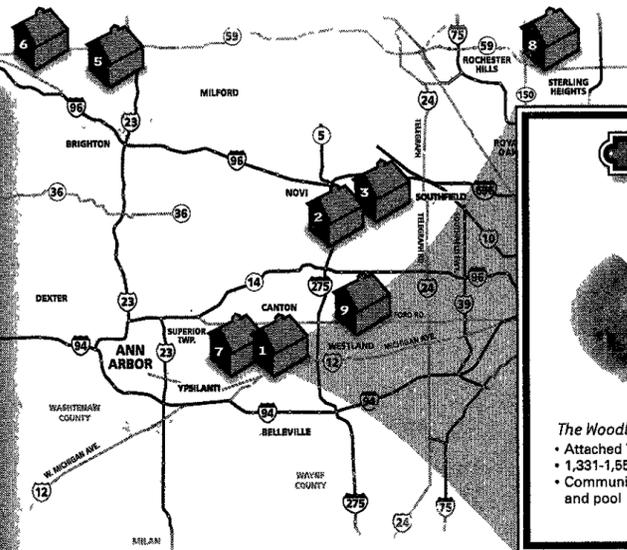 6
5
59
75
59
8
ROCHESTER
HILLS
STERLING
HEIGHTS
MILFORD
24
150
96
23
TELEGRAPH
5
BRIGHTON
96
NOVI
3
SOUTHFIELD
36
36
2
TELEGRAPH RD.
10
14
275
24
96
DEXTER
23
CANTON
9
FORD RD.
39
SUPERIOR
TWP.
94
ANN
ARBOR
23
7
1
WESTLAND
MICHIGAN AVE.
12
YPSILANTI
94
94
WASHTENAW
COUNTY
BELLEVILLE
W. MICHIGAN AVE.
12
WAYNE
COUNTY
275
24
75
MILAN
The Woodl
• Attached
• 1,331-1,55
• Communi
and pool